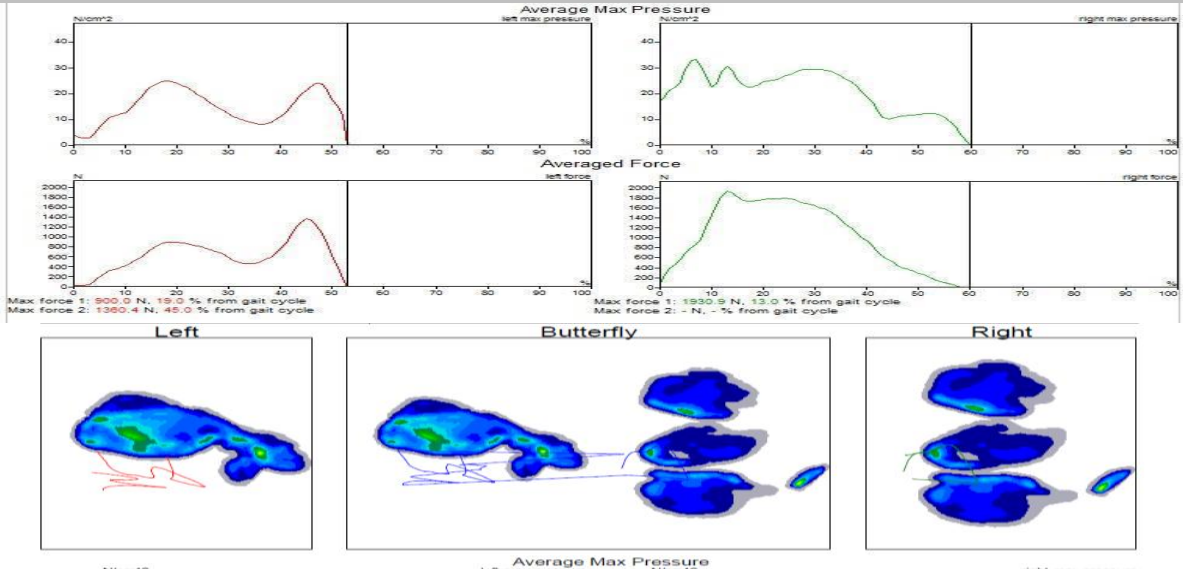 Average Max Pressure
N/cm^2 left max pressure N/cm^2 right max pressure
40 40
30 30
20 20
10 10
0 0
% %
0 10 20 30 40 50 60 70 80 90 100 0 10 20 30 40 50 60 70 80 90 100
Averaged Force
N left force N right force
2000 2000
1800 1800
1600 1600
1400 1400
1200 1200
1000 1000
800 800
600 600
400 400
200 200
0 0
% %
0 10 20 30 40 50 60 70 80 90 100 0 10 20 30 40 50 60 70 80 90 100
Max force 1: 900.0 N, 19.0 % from gait cycle Max force 1: 1930.9 N, 13.0 % from gait cycle
Max force 2: 1360.4 N, 45.0 % from gait cycle Max force 2: - N, - % from gait cycle
Left Butterfly Right
Average Max Pressure